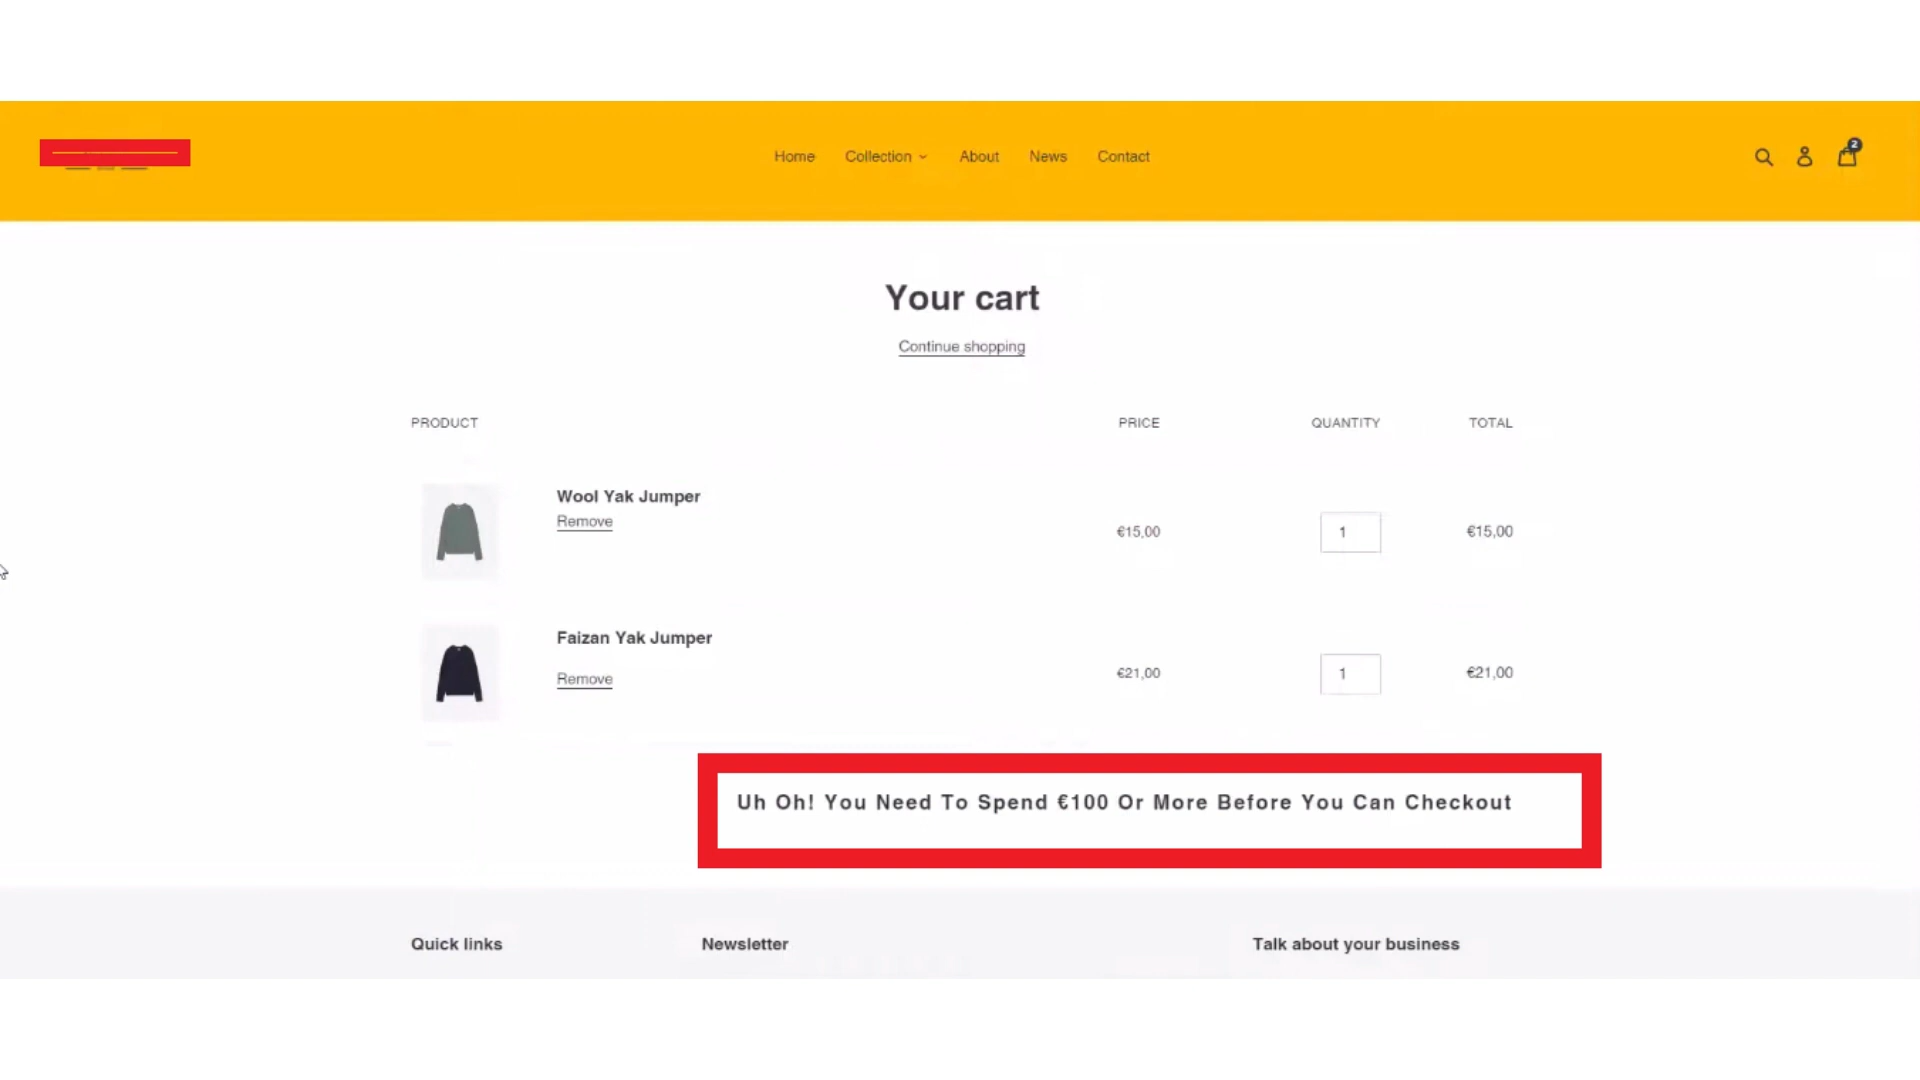 Home Collection About News Contact
2
Your cart
Continue shopping
PRODUCT PRICE QUANTITY TOTAL
Wool Yak Jumper
Remove
€15,00 1 €15,00
Faizan Yak Jumper
Remove
€21,00 1 €21,00
Uh Oh! You Need To Spend €100 Or More Before You Can Checkout
Quick links Newsletter Talk about your business